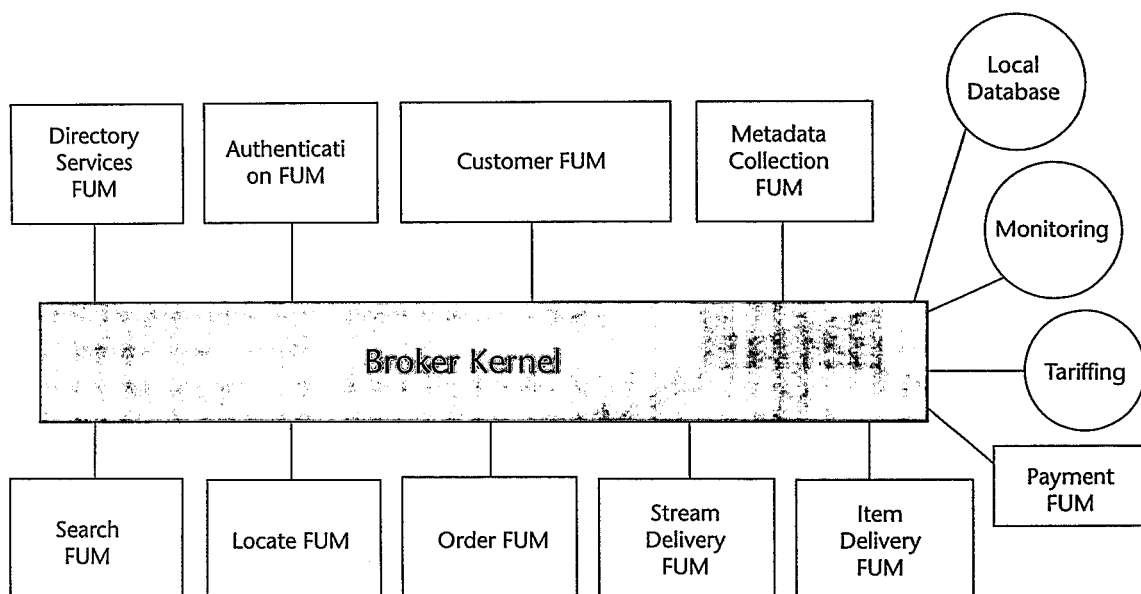 Local
Database
Directory
Services
FUM
Authenticati
on FUM
Customer FUM
Metadata
Collection
FUM
Monitoring
Broker Kernel
Tariffing
Payment
FUM
Search
FUM
Locate FUM
Order FUM
Stream
Delivery
FUM
Item
Delivery
FUM